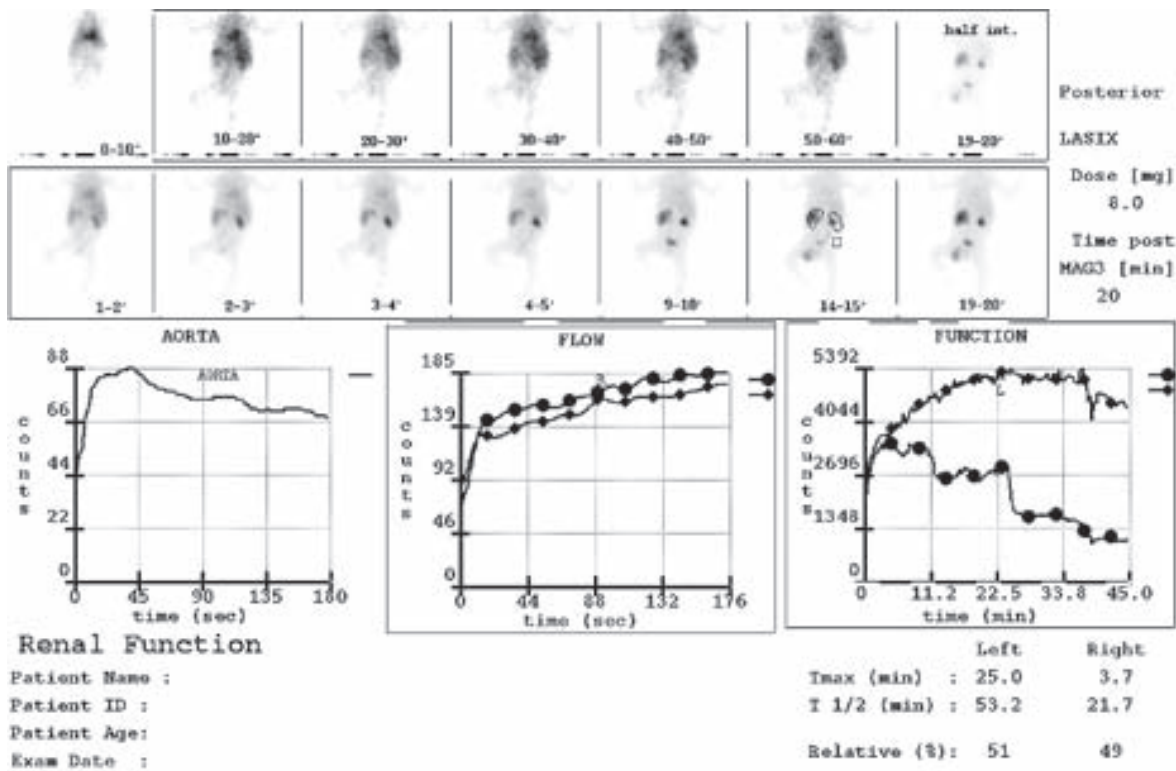 half int.
0-10"
10-20"
20-30"
30-40"
40-50"
50-60"
19-20"
Posterior
LASIX
Dose [mg]
8.0
Time post
MAG3 [min]
20
1-2'
2-3'
3-4'
4-5'
9-10'
14-15'
19-20'
AORTA
AORTA
counts
88
66
44
22
0
0 45 90 135 180
time (sec)
FLOW
counts
185
139
92
46
0
0 44 88 132 176
time (sec)
FUNCTION
counts
5392
4044
2696
1348
0
0 11.2 22.5 33.8 45.0
time (min)
Renal Function
Patient Name :
Patient ID :
Patient Age:
Exam Date :
Left Right
Tmax (min) : 25.0 3.7
T 1/2 (min) : 53.2 21.7
Relative (%): 51 49